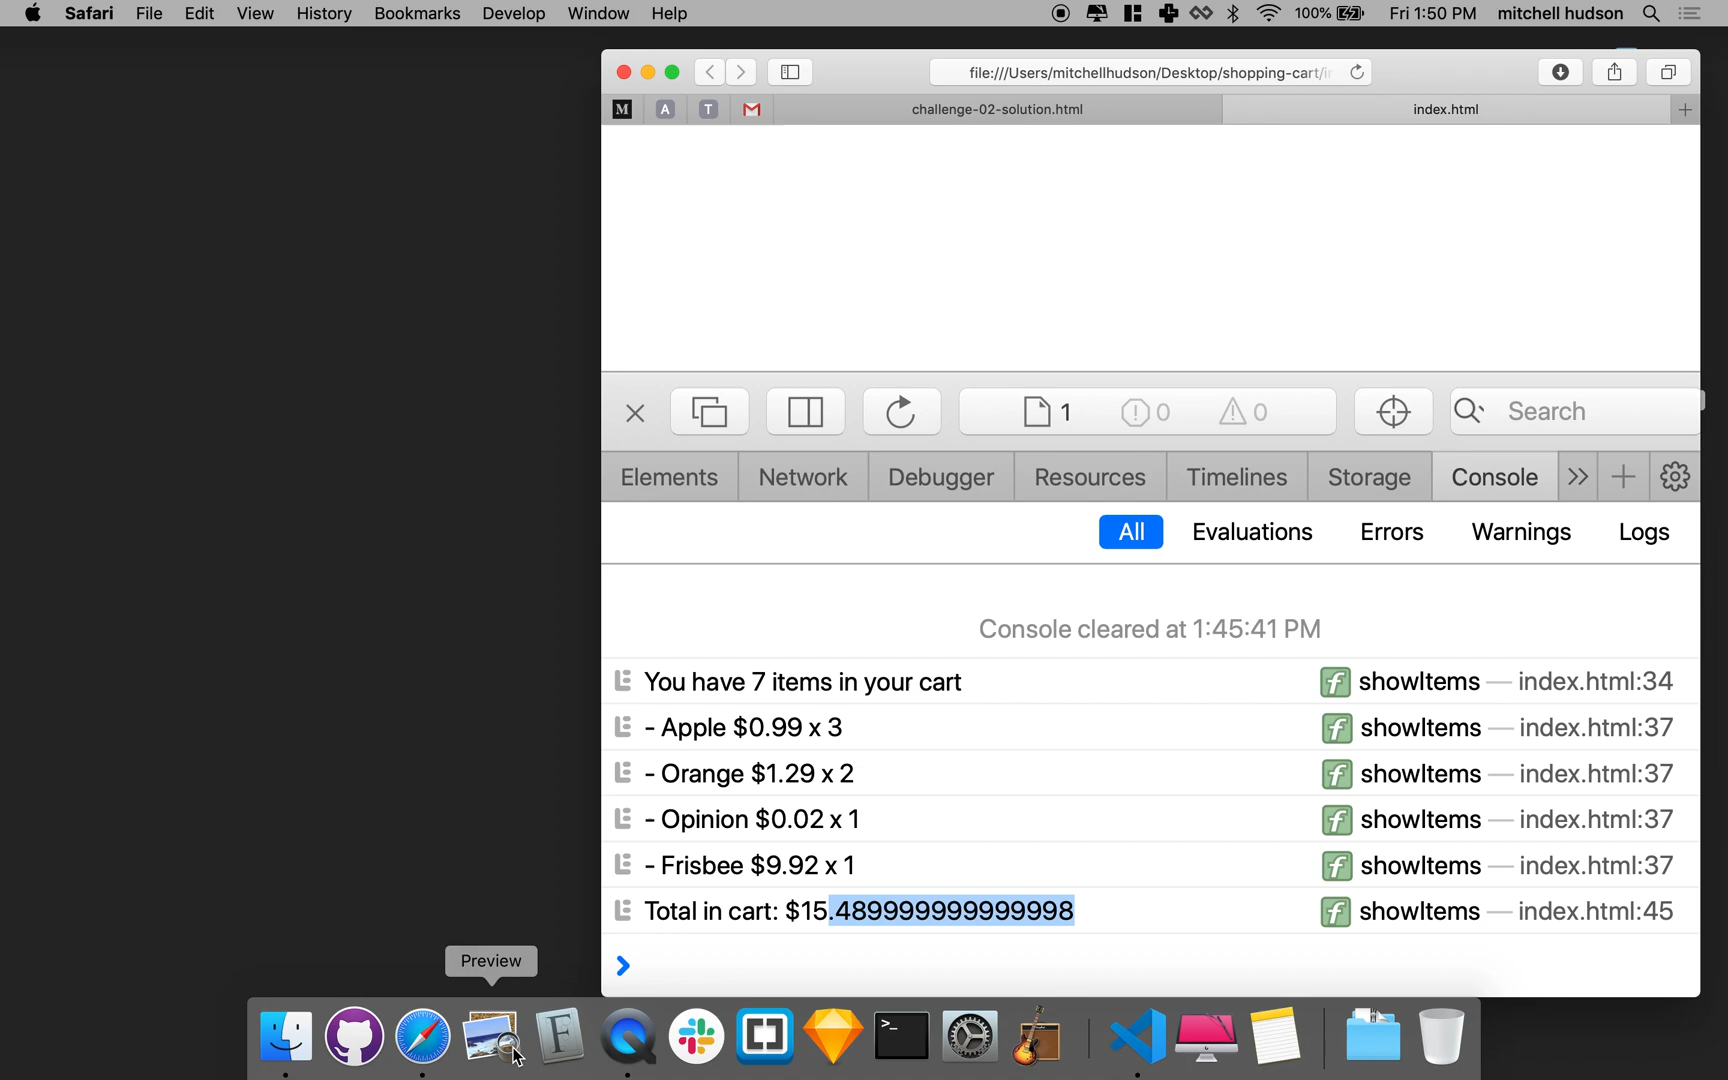 Safari File Edit View History Bookmarks Develop Window Help 100% Fri 1:50 PM mitchell hudson
file:///Users/mitchellhudson/Desktop/shopping-cart/
M A T challenge-02-solution.html index.html
1 0 0 Search
Elements Network Debugger Resources Timelines Storage Console
All Evaluations Errors Warnings Logs
Console cleared at 1:45:41 PM
You have 7 items in your cart f showItems — index.html:34
- Apple $0.99 x 3 f showItems — index.html:37
- Orange $1.29 x 2 f showItems — index.html:37
- Opinion $0.02 x 1 f showItems — index.html:37
- Frisbee $9.92 x 1 f showItems — index.html:37
Total in cart: $15.489999999999998 f showItems — index.html:45
Preview
F
>_